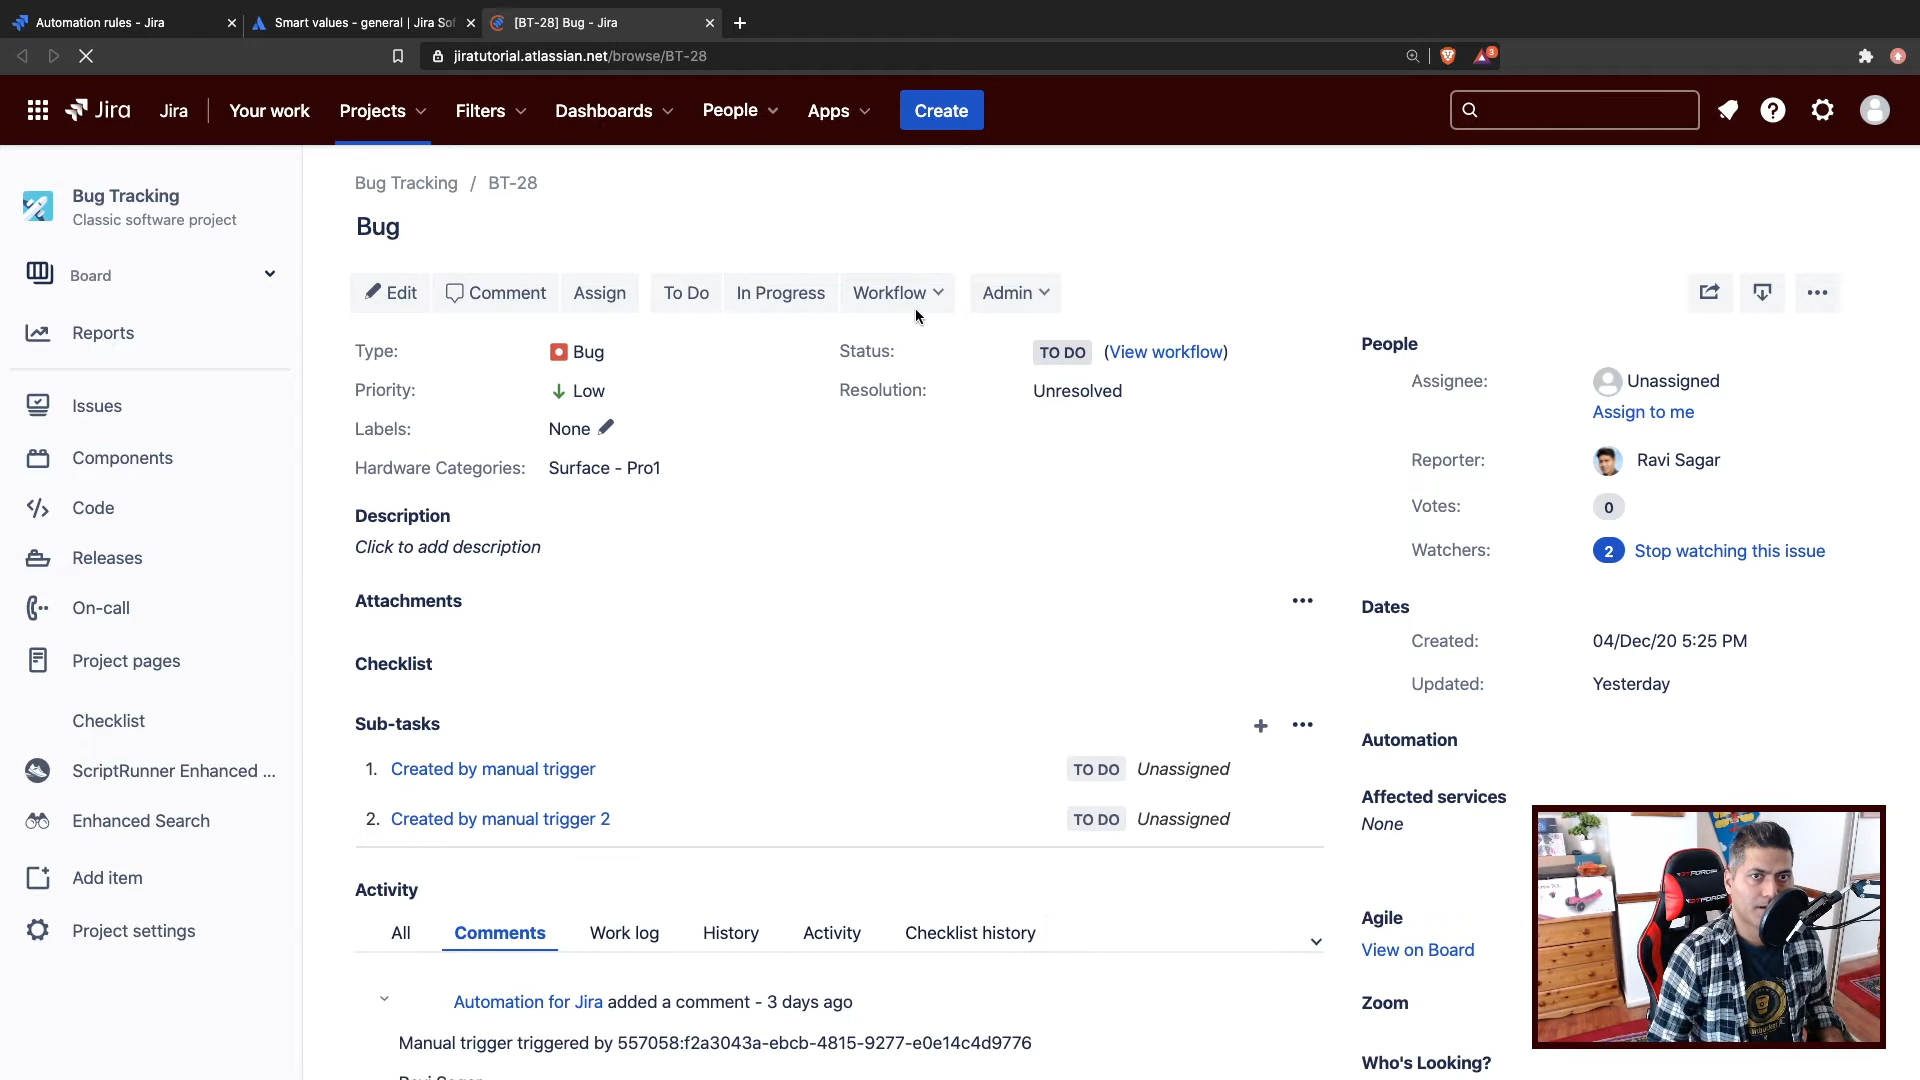 Automation rules - Jira
Smart values - general | Jira Sof
[BT-28] Bug - Jira
jiratutorial.atlassian.net/browse/BT-28
3
Jira
Jira
Your work
Projects
Filters
Dashboards
People
Apps
Create
Bug Tracking
Classic software project
Board
Reports
Issues
Components
Code
Releases
On-call
Project pages
Checklist
ScriptRunner Enhanced ...
Enhanced Search
Add item
Project settings
Bug Tracking / BT-28
Bug
Edit
Comment
Assign
To Do
In Progress
Workflow
Admin
Type: Bug
Status: TO DO (View workflow)
Priority: Low
Resolution: Unresolved
Labels: None
Hardware Categories: Surface - Pro1
Description
Click to add description
Attachments
Checklist
Sub-tasks
1. Created by manual trigger TO DO Unassigned
2. Created by manual trigger 2 TO DO Unassigned
Activity
All
Comments
Work log
History
Activity
Checklist history
Automation for Jira added a comment - 3 days ago
Manual trigger triggered by 557058:f2a3043a-ebcb-4815-9277-e0e14c4d9776
People
Assignee: Unassigned
Assign to me
Reporter: Ravi Sagar
Votes: 0
Watchers: 2 Stop watching this issue
Dates
Created: 04/Dec/20 5:25 PM
Updated: Yesterday
Automation
Affected services
None
Agile
View on Board
Zoom
Who's Looking?